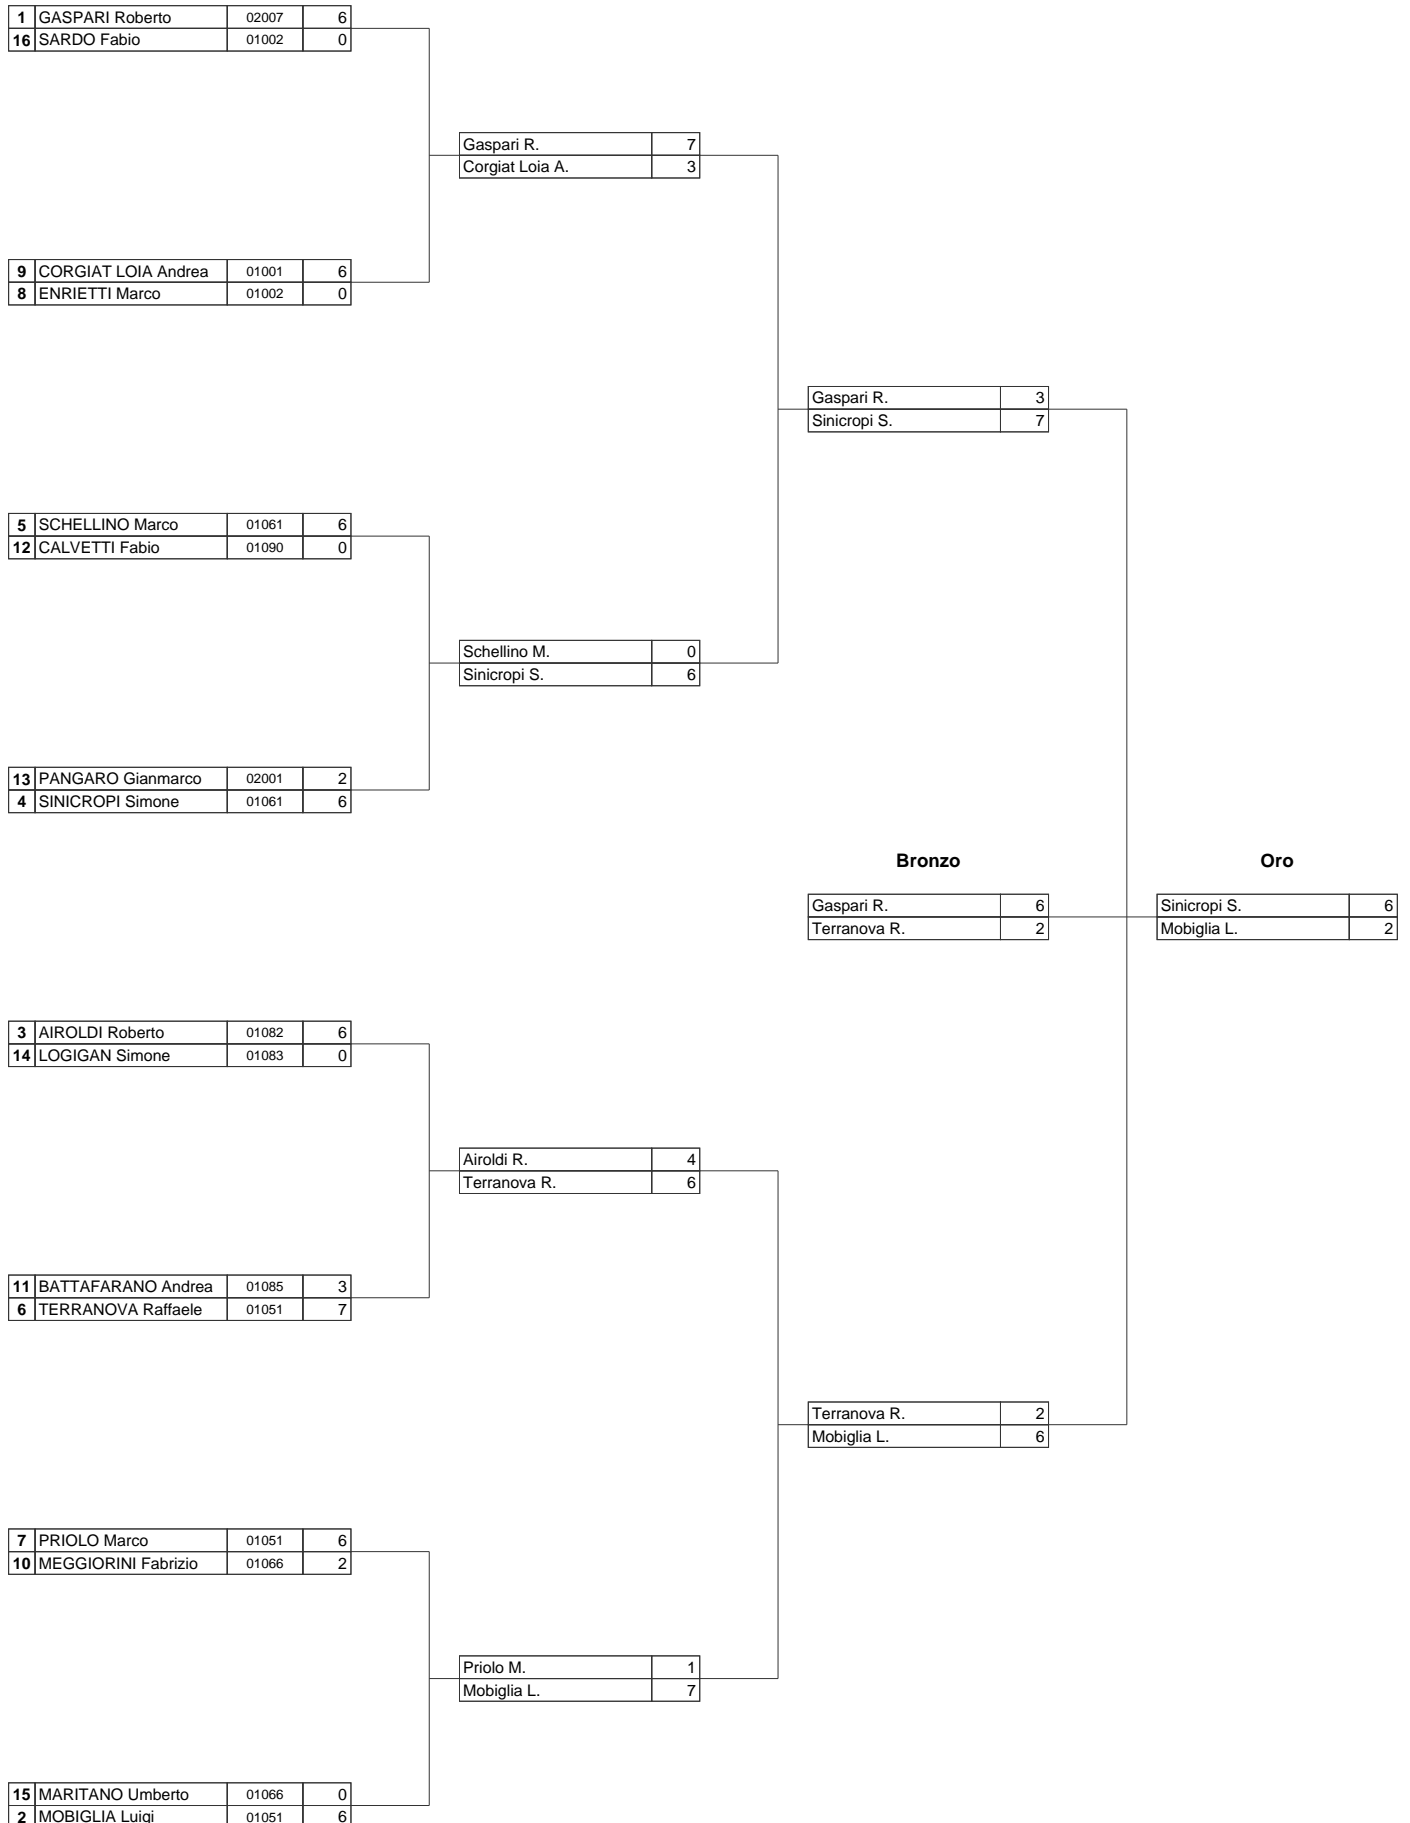 1 GASPARI Roberto 02007 6
16 SARDO Fabio 01002 0
Gaspari R. 7
Corgiat Loia A. 3
9 CORGIAT LOIA Andrea 01001 6
8 ENRIETTI Marco 01002 0
Gaspari R. 3
Sinicropi S. 7
5 SCHELLINO Marco 01061 6
12 CALVETTI Fabio 01090 0
Schellino M. 0
Sinicropi S. 6
13 PANGARO Gianmarco 02001 2
4 SINICROPI Simone 01061 6
Bronzo Oro
Gaspari R. 6 Sinicropi S. 6
Terranova R. 2 Mobiglia L. 2
3 AIROLDI Roberto 01082 6
14 LOGIGAN Simone 01083 0
Airoldi R. 4
Terranova R. 6
11 BATTAFARANO Andrea 01085 3
6 TERRANOVA Raffaele 01051 7
Terranova R. 2
Mobiglia L. 6
7 PRIOLO Marco 01051 6
10 MEGGIORINI Fabrizio 01066 2
Priolo M. 1
Mobiglia L. 7
15 MARITANO Umberto 01066 0
2 MOBIGLIA Luigi 01051 6